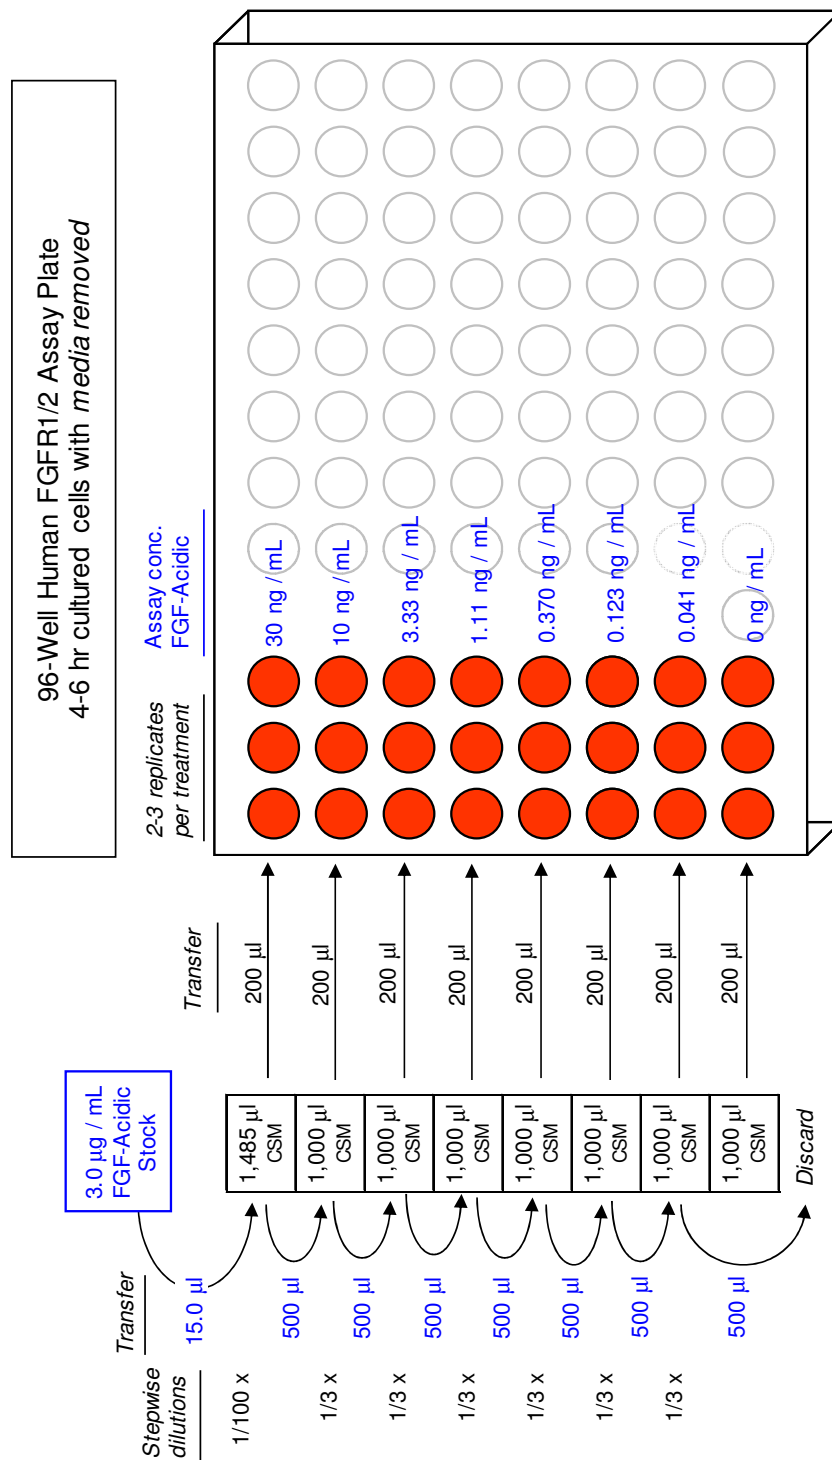 96-Well Human FGFR1/2 Assay Plate
4-6 hr cultured cells with media removed
Stepwise
dilutions
Transfer
3.0 µg / mL
FGF-Acidic
Stock
Transfer
2-3 replicates
per treatment
Assay conc.
FGF-Acidic
1/100 x
15.0 µl
1,485 µl
CSM
200 µl
30 ng / mL
1/3 x
500 µl
1,000 µl
CSM
200 µl
10 ng / mL
1/3 x
500 µl
1,000 µl
CSM
200 µl
3.33 ng / mL
1/3 x
500 µl
1,000 µl
CSM
200 µl
1.11 ng / mL
1/3 x
500 µl
1,000 µl
CSM
200 µl
0.370 ng / mL
1/3 x
500 µl
1,000 µl
CSM
200 µl
0.123 ng / mL
1/3 x
500 µl
1,000 µl
CSM
200 µl
0.041 ng / mL
500 µl
1,000 µl
CSM
200 µl
0 ng / mL
Discard